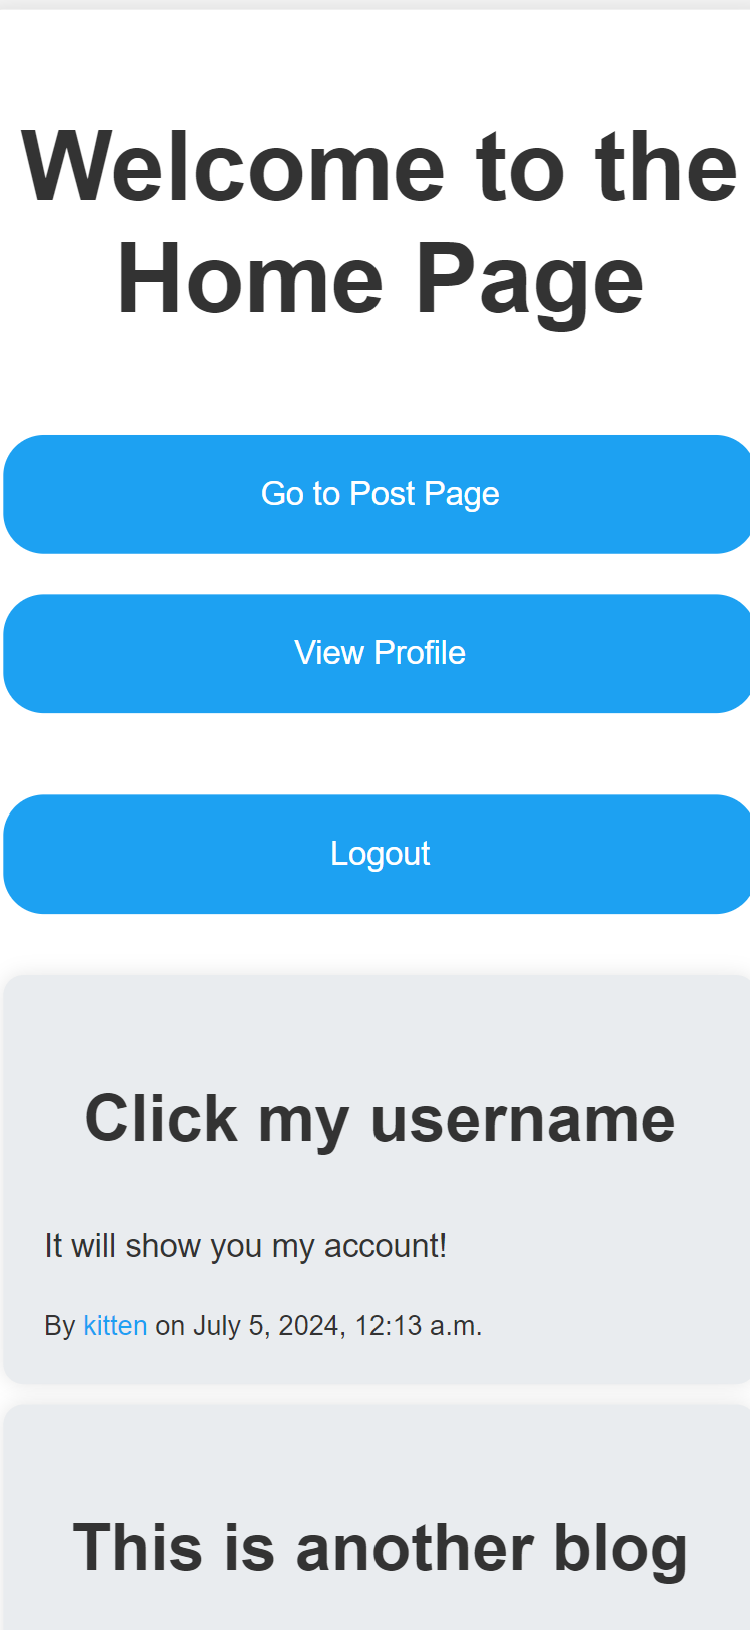 Welcome to the
Home Page
Go to Post Page
View Profile
Logout
Click my username
It will show you my account!
By kitten on July 5, 2024, 12:13 a.m.
This is another blog